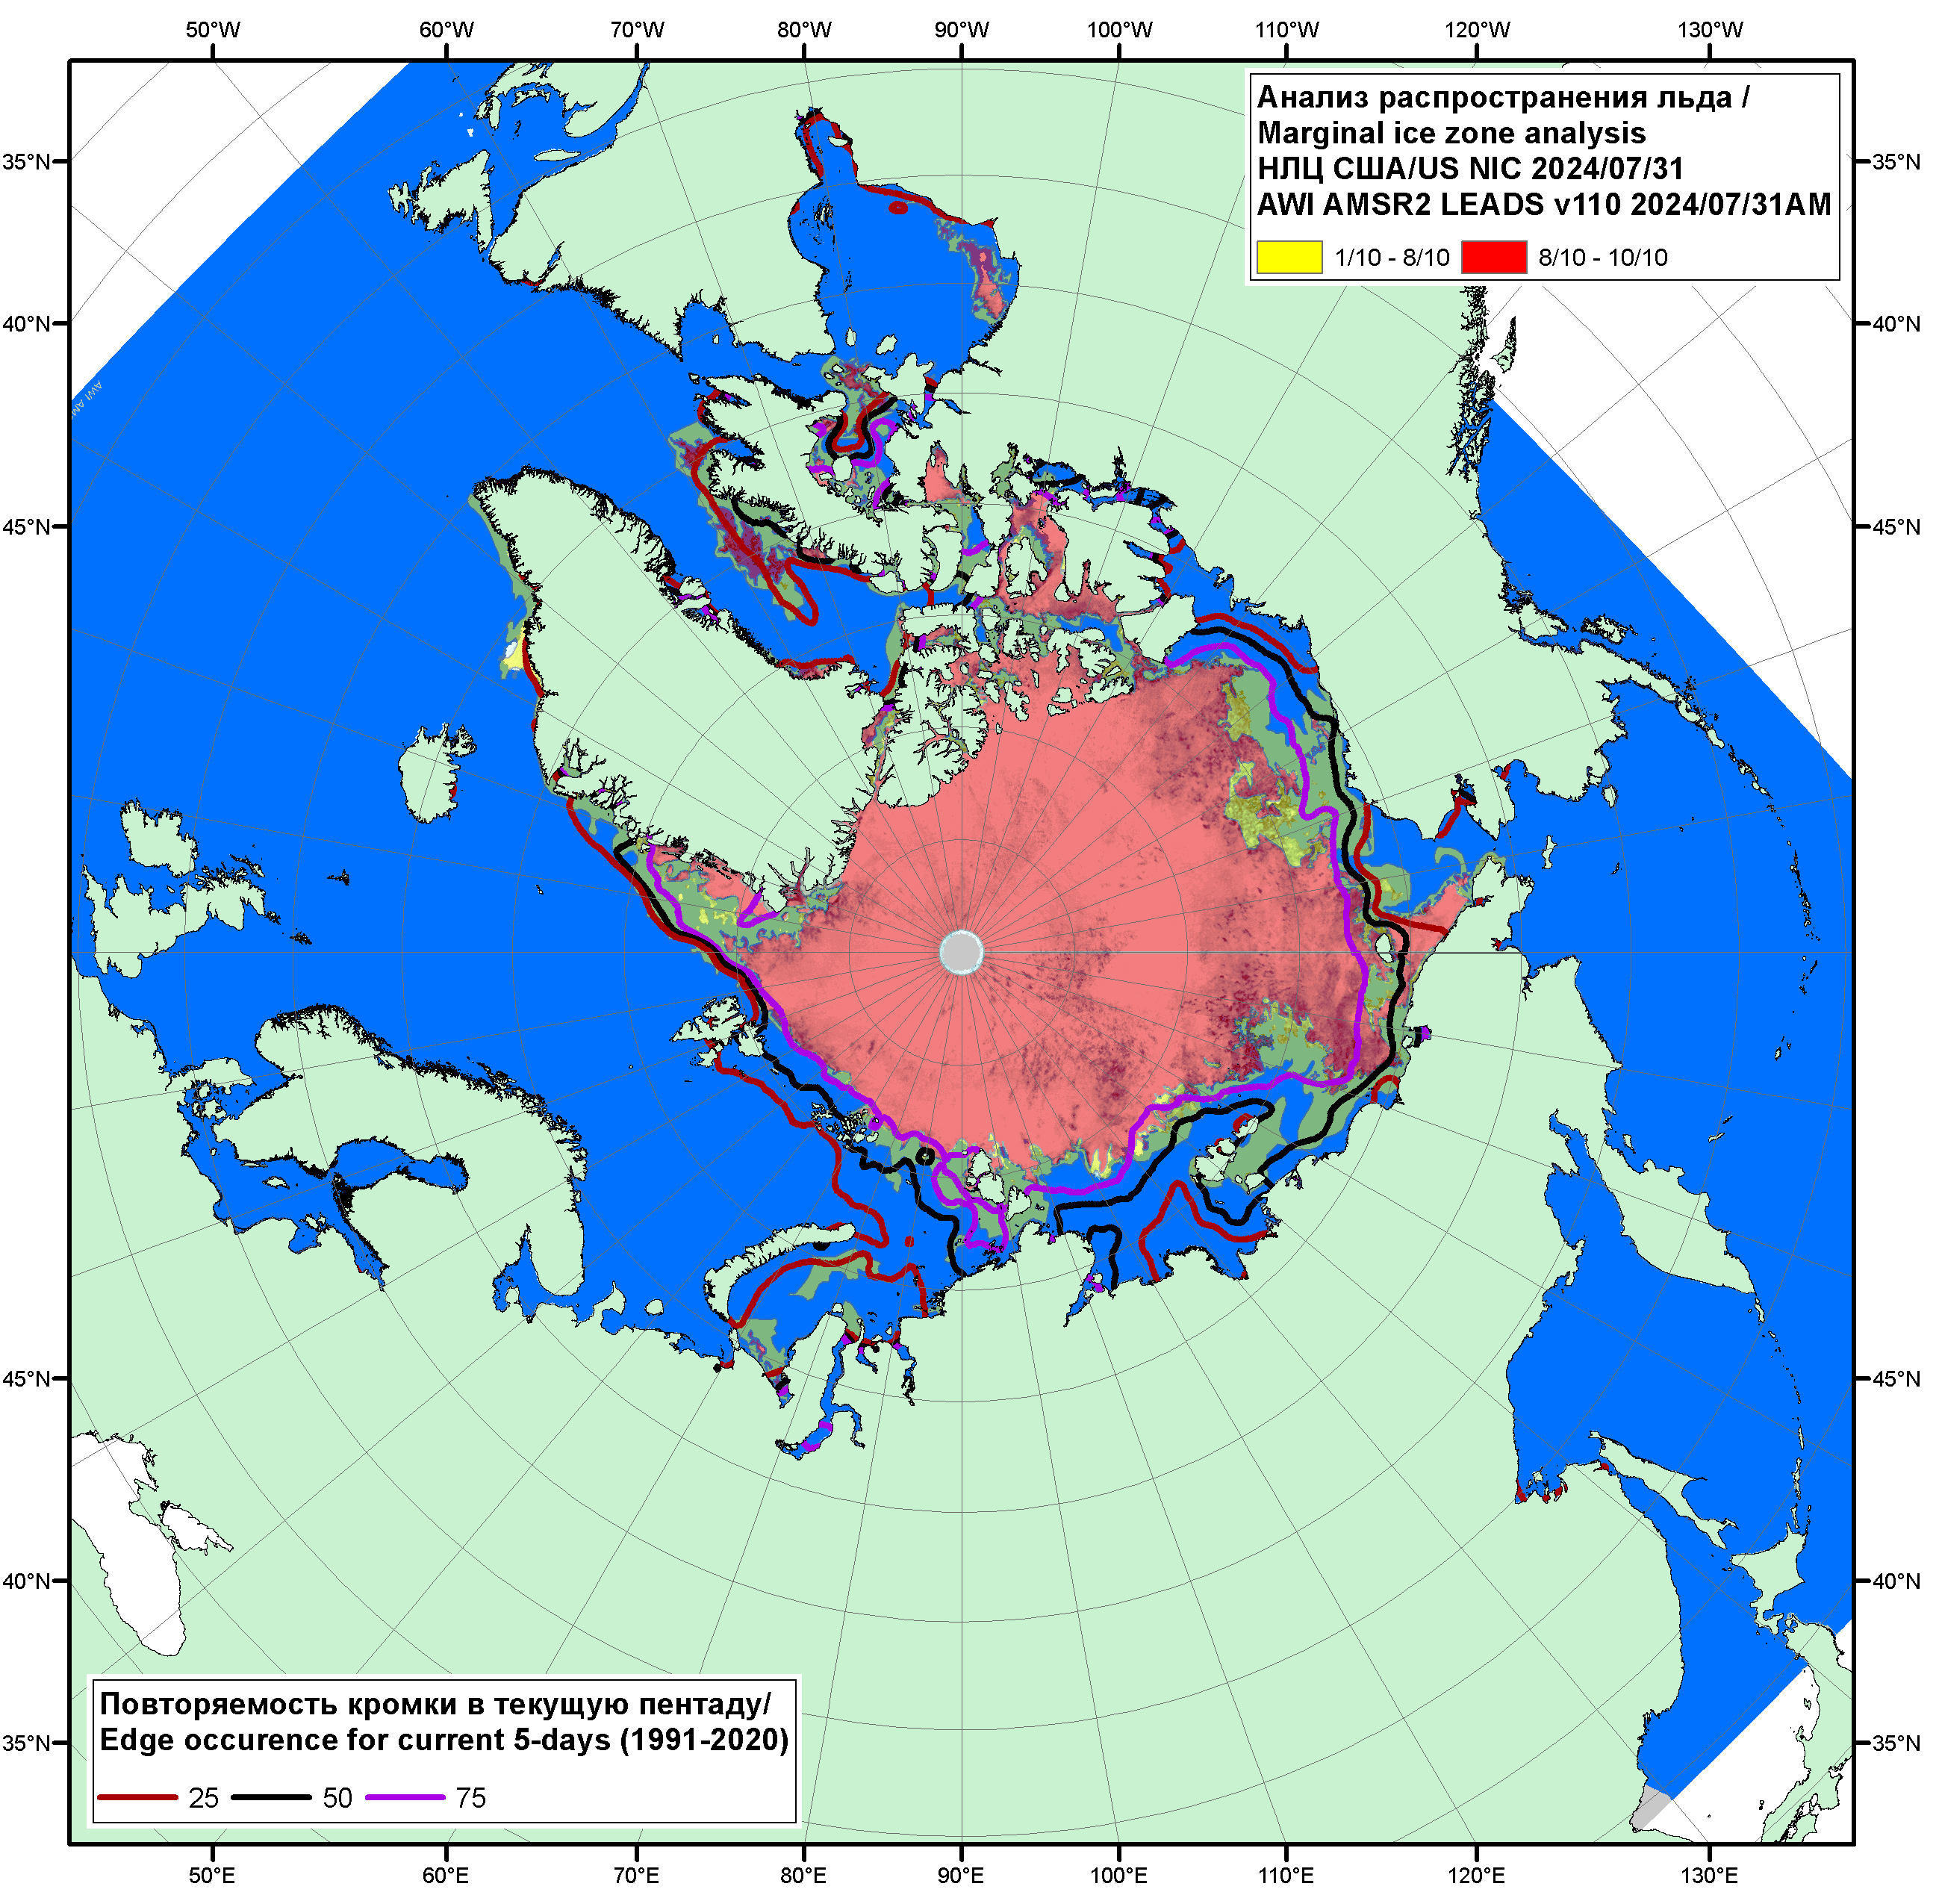 50°W 60°W 70°W 80°W 90°W 100°W 110°W 120°W 130°W
Анализ распространения льда /
Marginal ice zone analysis
НЛЦ США/US NIC 2024/07/31
AWI AMSR2 LEADS v110 2024/07/31AM
1/10 - 8/10 8/10 - 10/10
35°N 35°N
40°N 40°N
AWI AM
45°N 45°N
45°N 45°N
40°N 40°N
35°N 35°N
Повторяемость кромки в текущую пентаду/
Edge occurence for current 5-days (1991-2020)
25 50 75
50°E 60°E 70°E 80°E 90°E 100°E 110°E 120°E 130°E